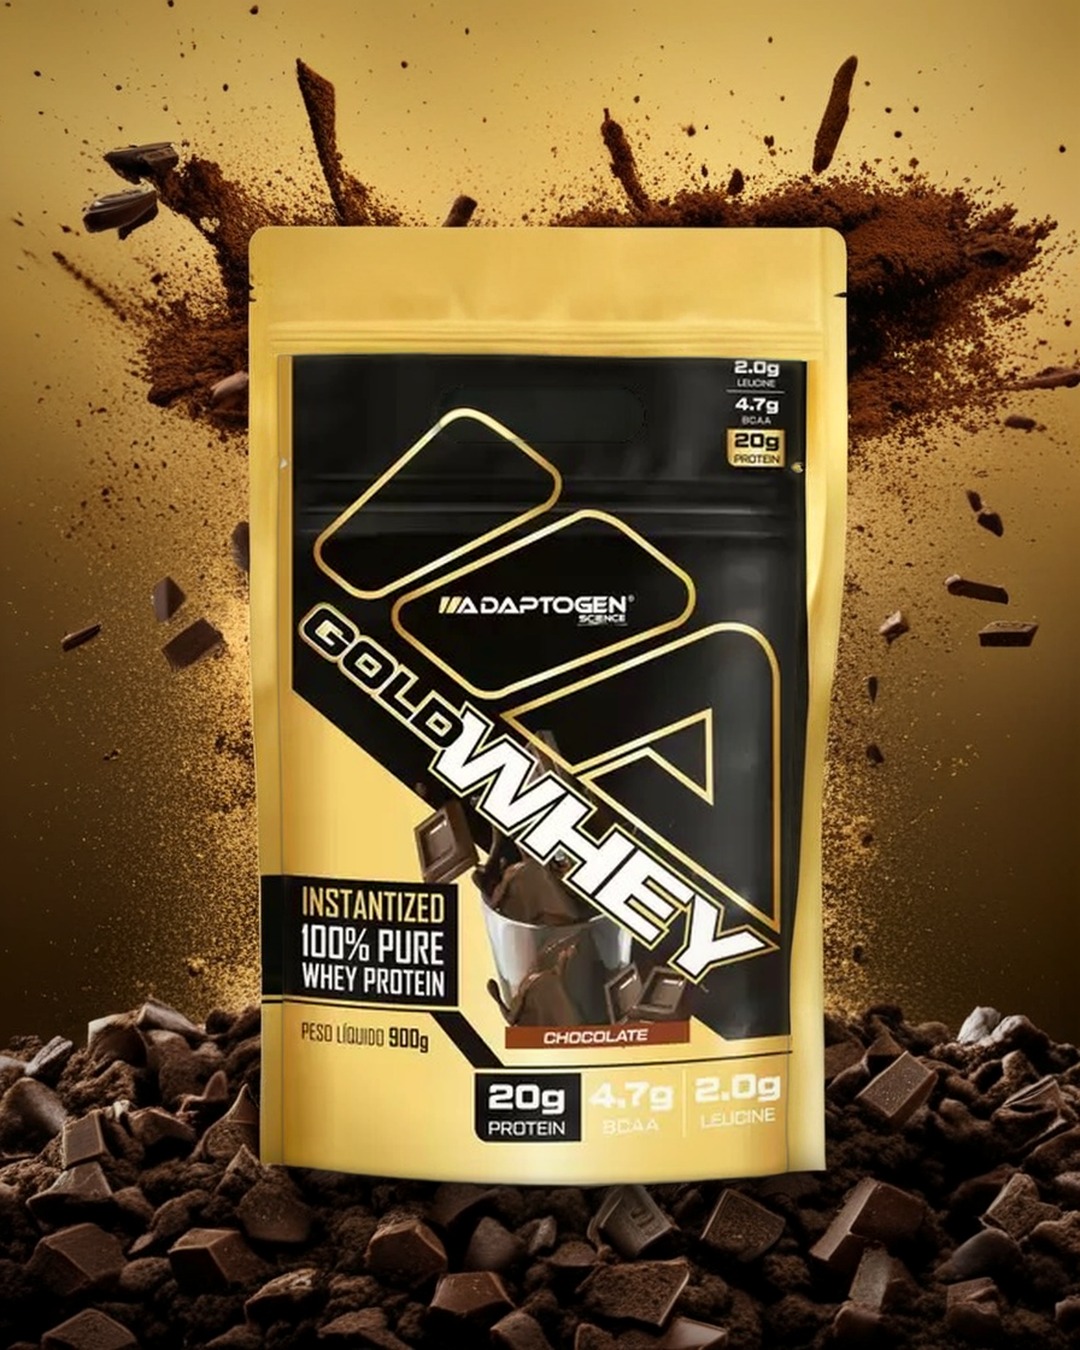 2.0g
LEUCINE
4.7g
BCAA
20g
PROTEIN
ADAPTOGEN®
SCIENCE
GOLD WHEY
INSTANTIZED
100% PURE
WHEY PROTEIN
PESO LÍQUIDO 900g
CHOCOLATE
20g
PROTEIN
4.7g
BCAA
2.0g
LEUCINE